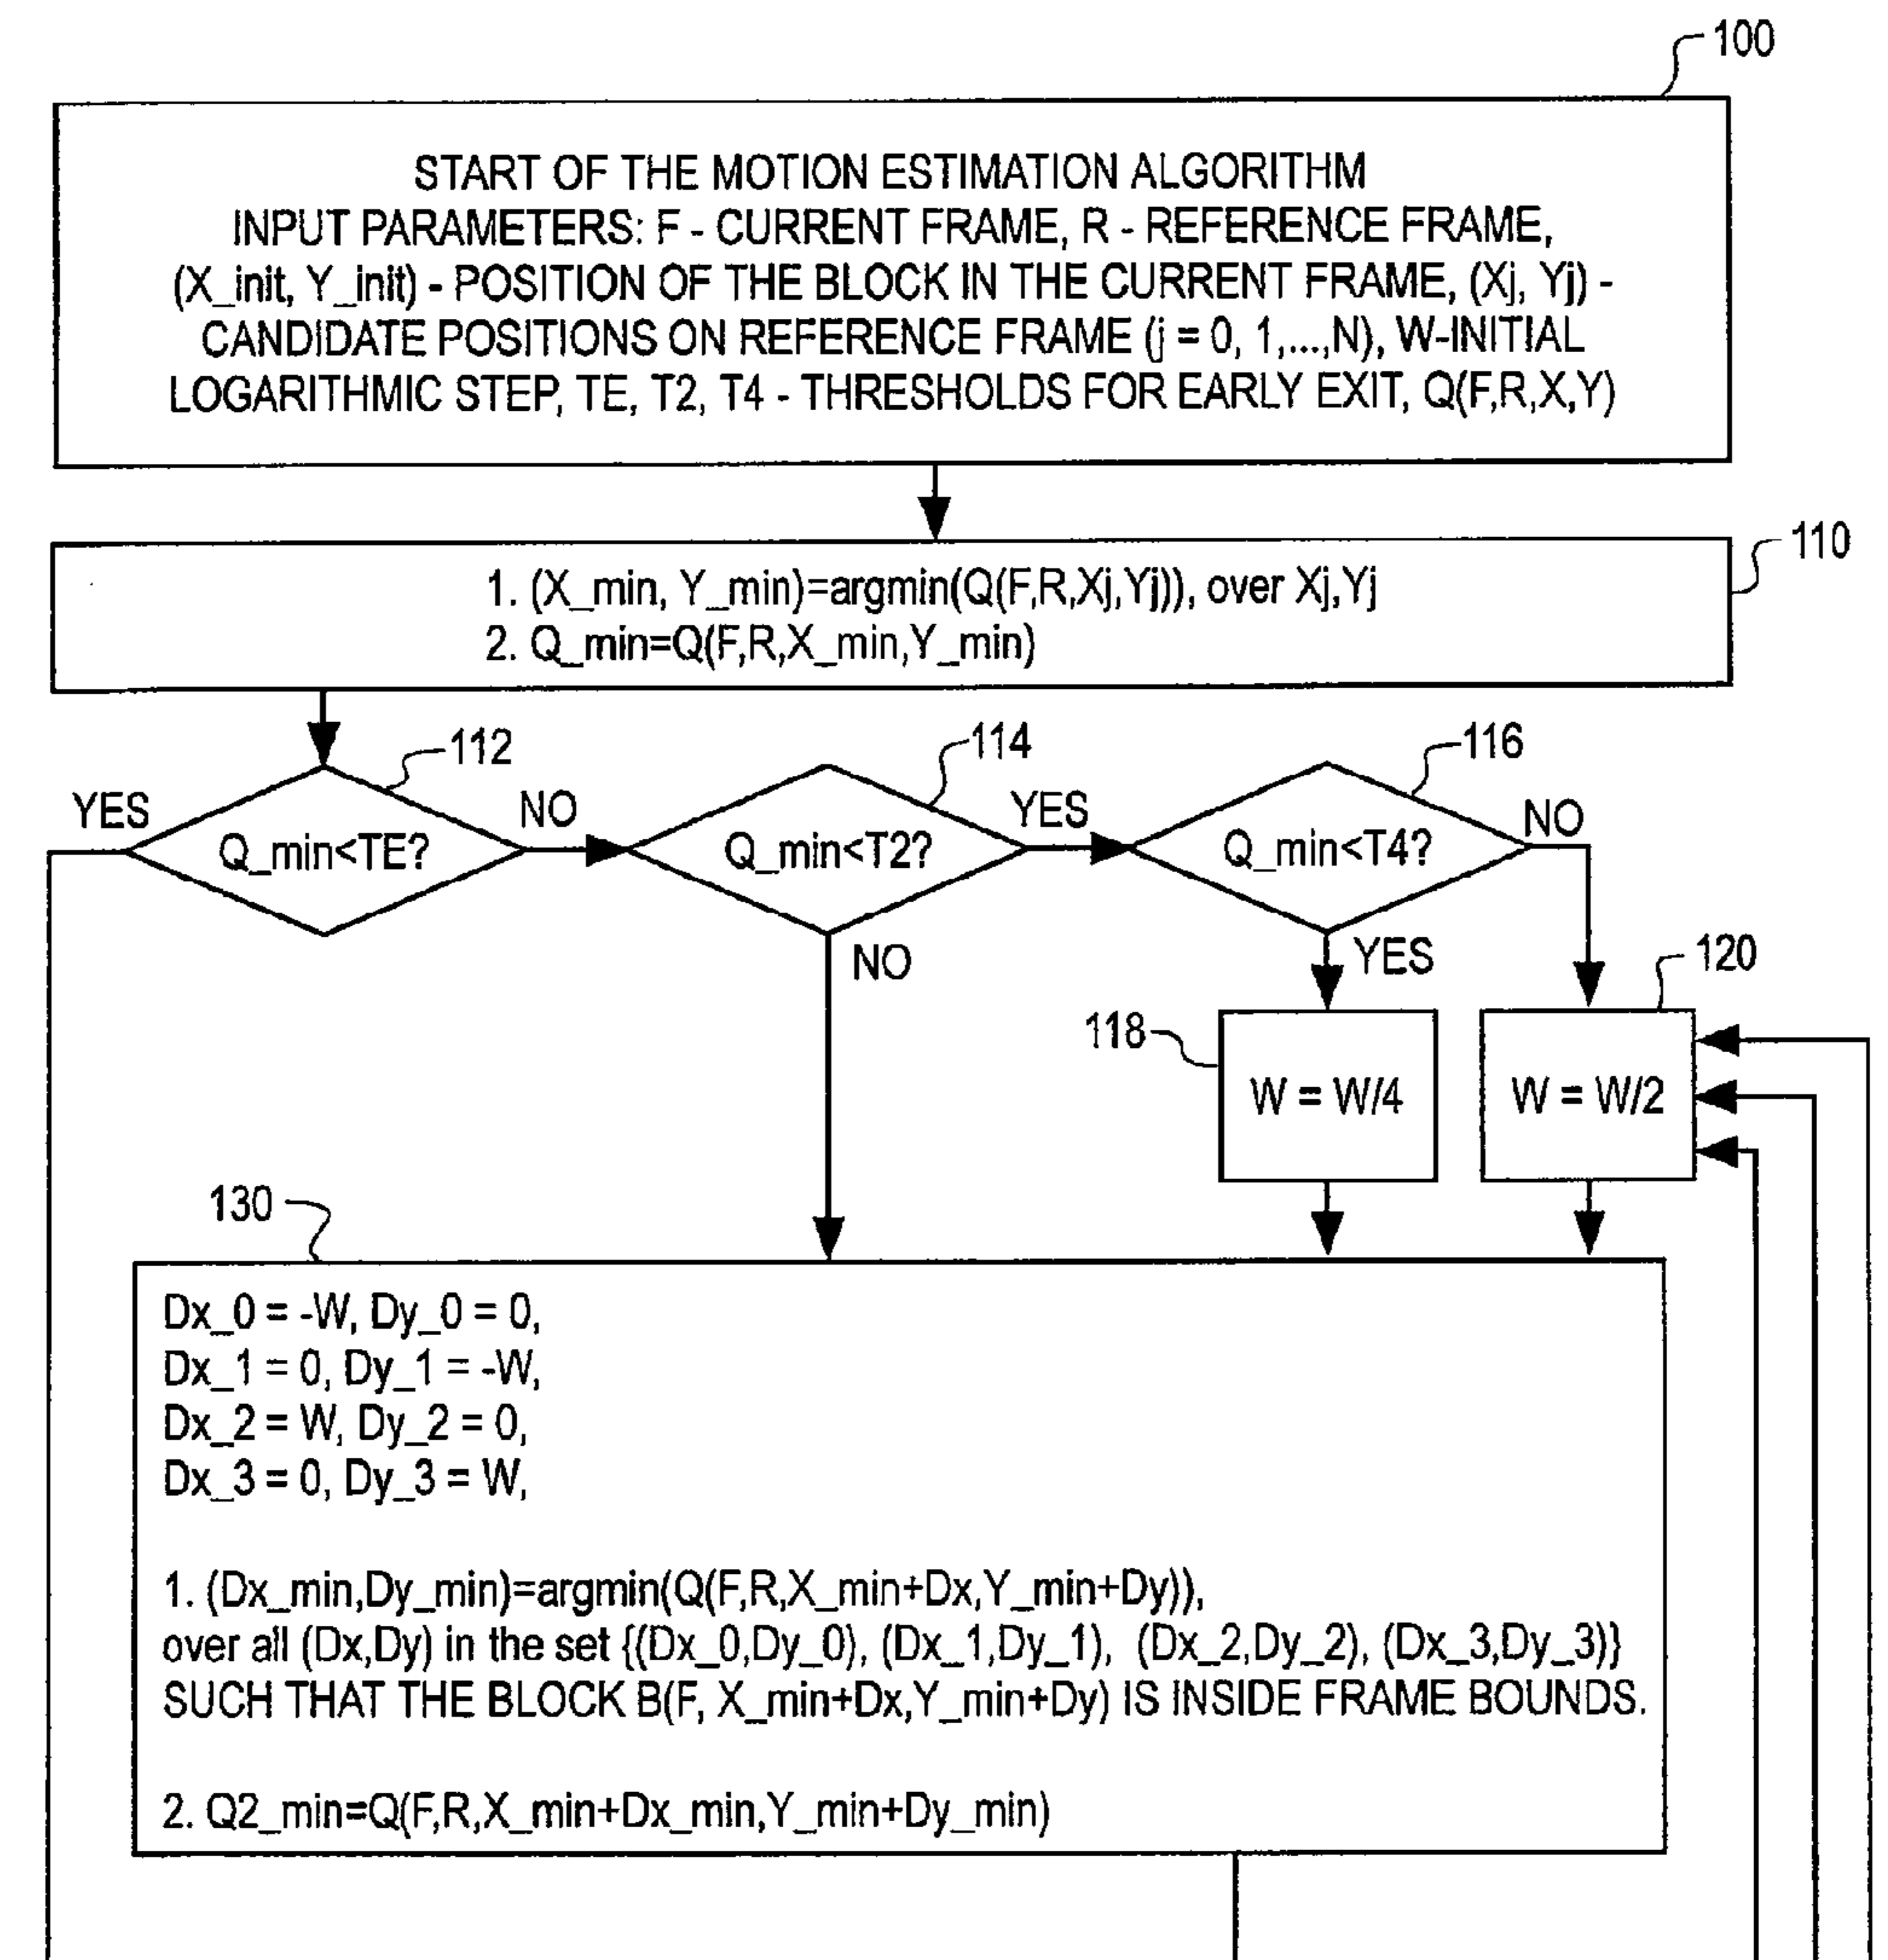 100
START OF THE MOTION ESTIMATION ALGORITHM
INPUT PARAMETERS: F - CURRENT FRAME, R - REFERENCE FRAME,
(X_init, Y_init) - POSITION OF THE BLOCK IN THE CURRENT FRAME, (Xj, Yj) -
CANDIDATE POSITIONS ON REFERENCE FRAME (j = 0, 1,...,N), W-INITIAL
LOGARITHMIC STEP, TE, T2, T4 - THRESHOLDS FOR EARLY EXIT, Q(F,R,X,Y)
110
1. (X_min, Y_min)=argmin(Q(F,R,Xj,Yj)), over Xj,Yj
2. Q_min=Q(F,R,X_min,Y_min)
112
114
116
YES
Q_min<TE?
NO
Q_min<T2?
YES
Q_min<T4?
NO
NO
YES
120
118
W = W/4
W = W/2
130
Dx_0 = -W, Dy_0 = 0,
Dx_1 = 0, Dy_1 = -W,
Dx_2 = W, Dy_2 = 0,
Dx_3 = 0, Dy_3 = W,
1. (Dx_min,Dy_min)=argmin(Q(F,R,X_min+Dx,Y_min+Dy)),
over all (Dx,Dy) in the set {(Dx_0,Dy_0), (Dx_1,Dy_1), (Dx_2,Dy_2), (Dx_3,Dy_3)}
SUCH THAT THE BLOCK B(F, X_min+Dx,Y_min+Dy) IS INSIDE FRAME BOUNDS.
2. Q2_min=Q(F,R,X_min+Dx_min,Y_min+Dy_min)